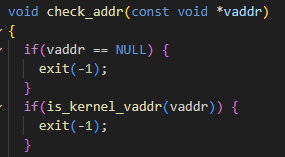 void check_addr(const void *vaddr)
{
  if(vaddr == NULL) {
    exit(-1);
  }
  if(is_kernel_vaddr(vaddr)) {
    exit(-1);
  }